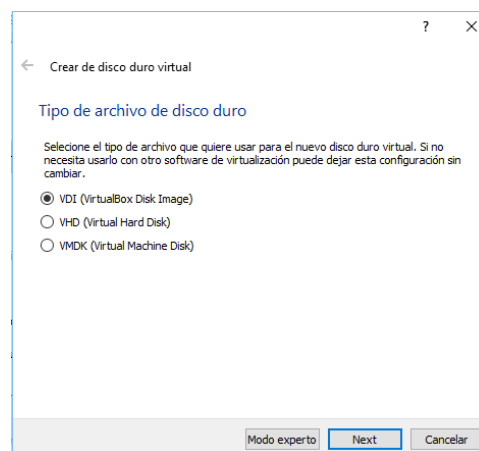 ?
Crear de disco duro virtual
Tipo de archivo de disco duro
Selecione el tipo de archivo que quiere usar para el nuevo disco duro virtual. Si no
necesita usarlo con otro software de virtualización puede dejar esta configuración sin
cambiar.
VDI (VirtualBox Disk Image)
VHD (Virtual Hard Disk)
VMDK (Virtual Machine Disk)
Modo experto Next Cancelar